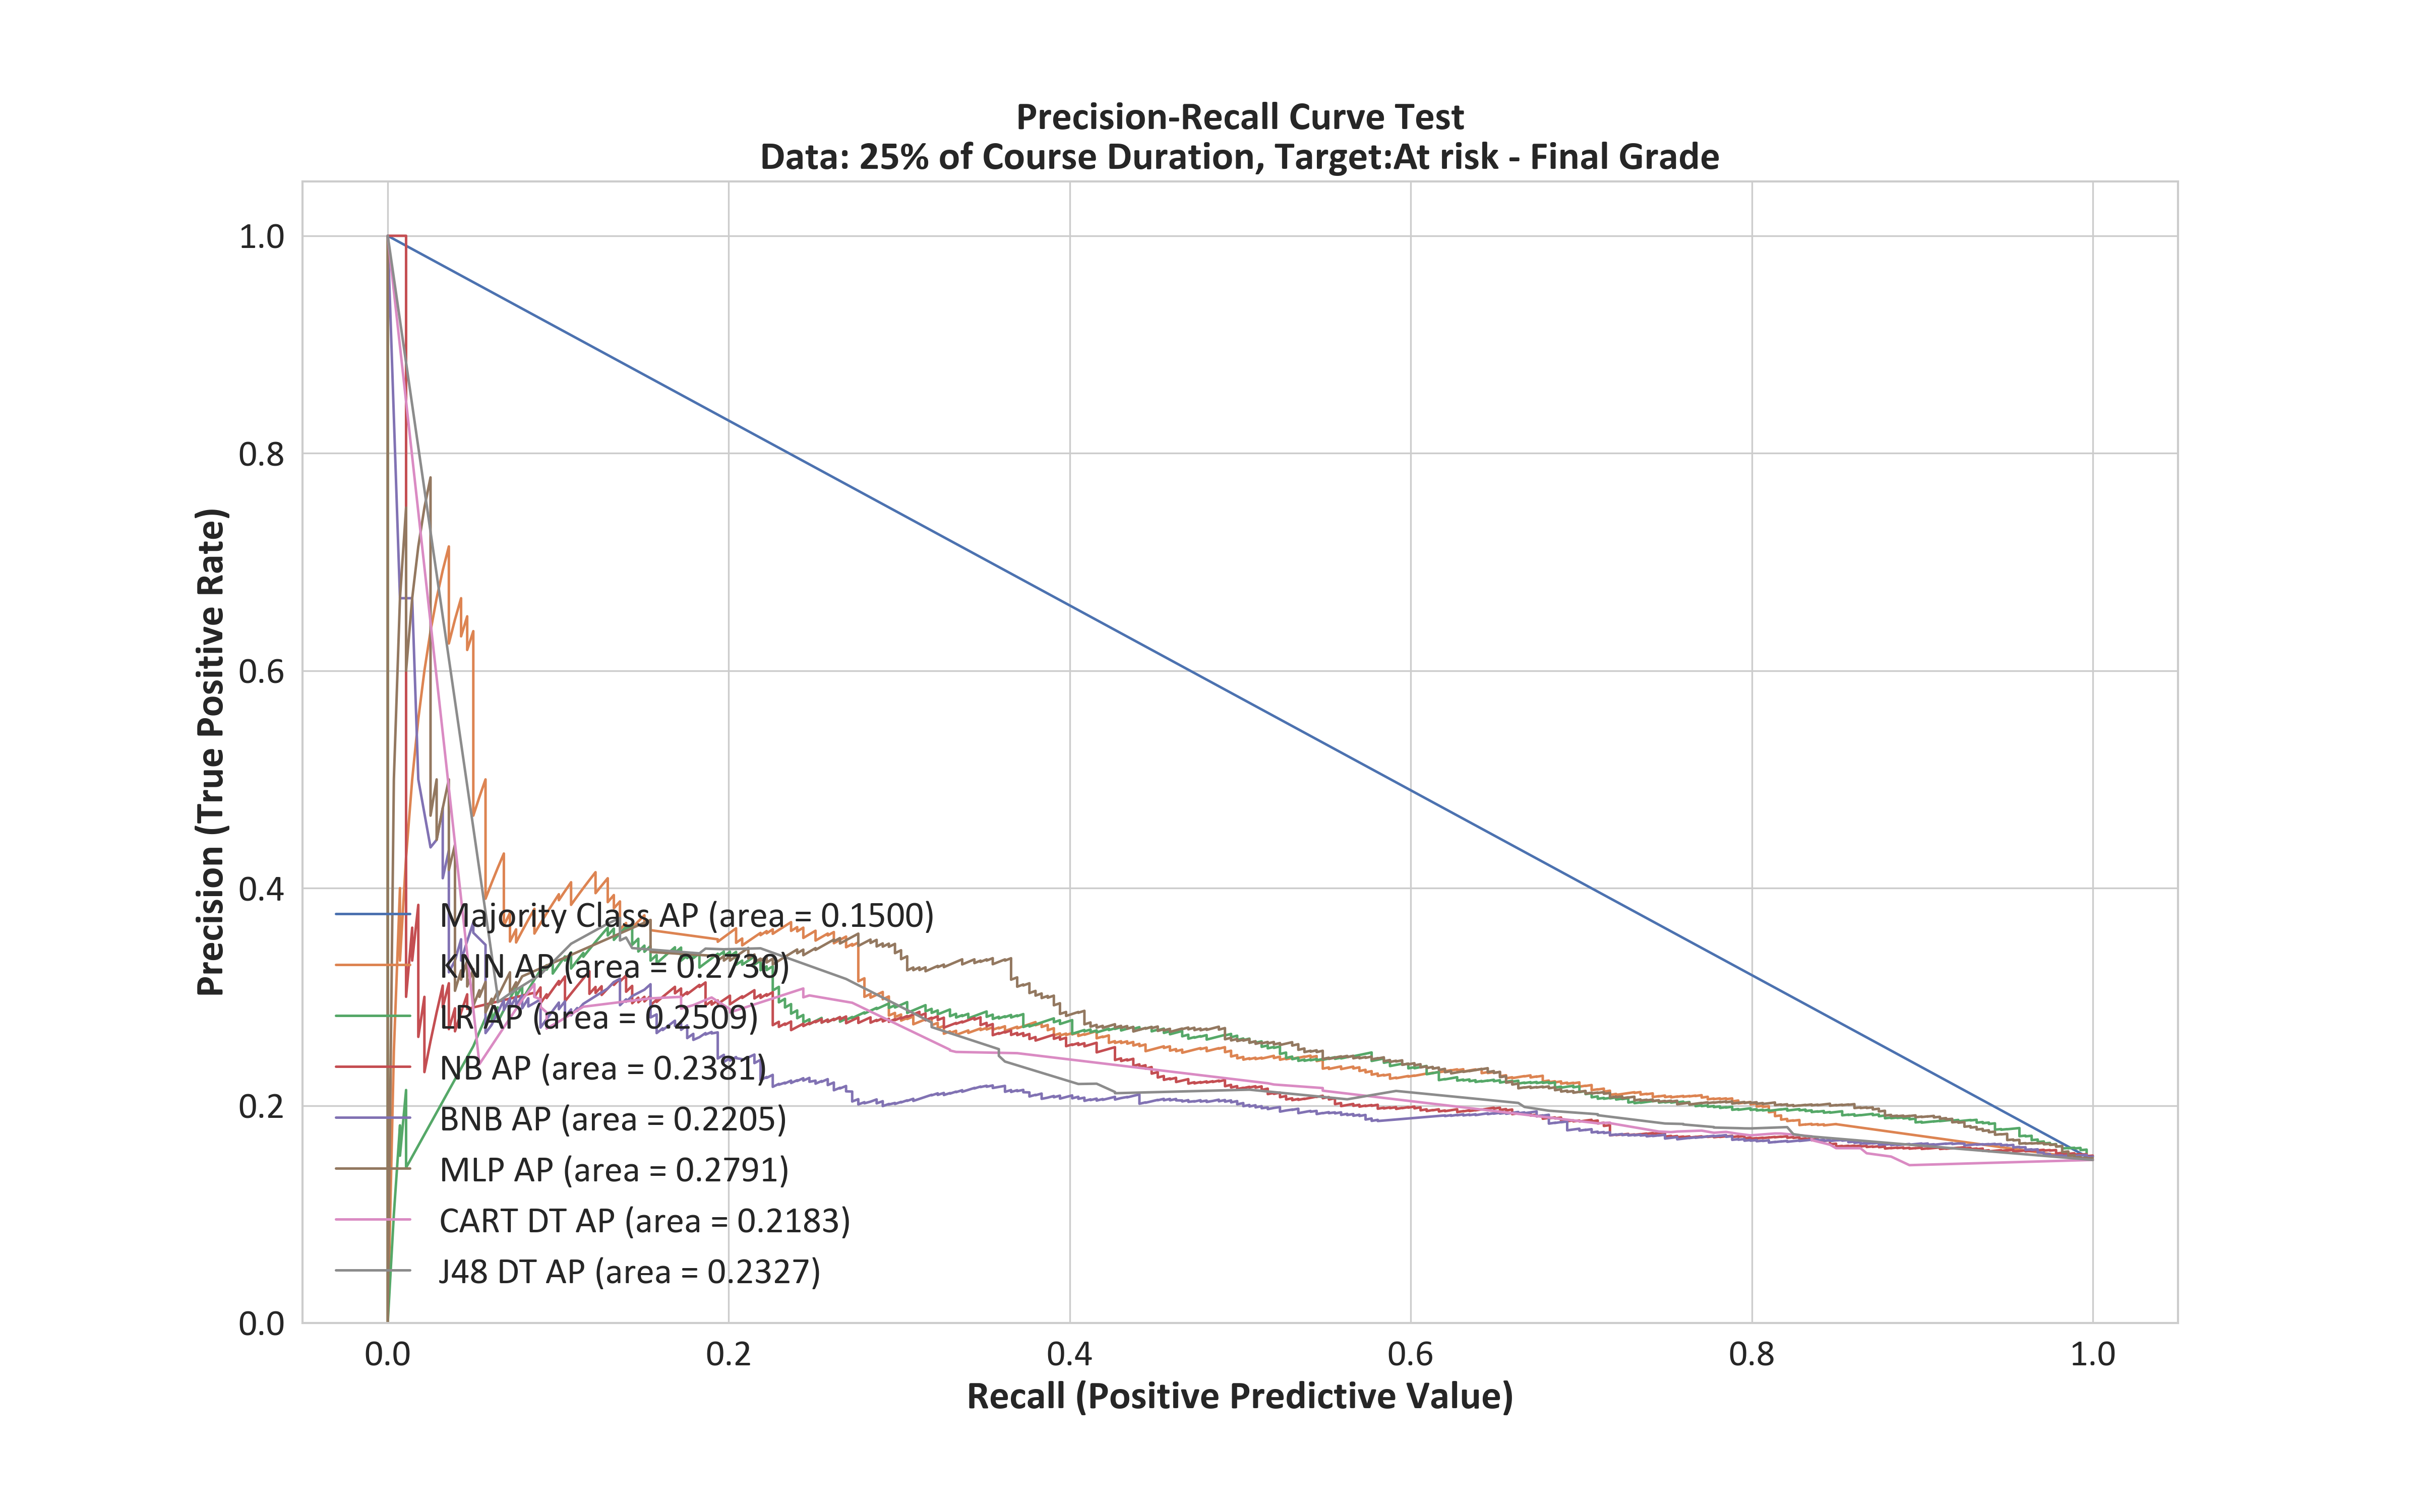 Precision-Recall Curve Test
Data: 25% of Course Duration, Target:At risk - Final Grade
Precision (True Positive Rate)
1.0
0.8
0.6
0.4
0.2
0.0
Majority Class AP (area = 0.1500)
KNN AP (area = 0.2730)
LR AP (area = 0.2509)
NB AP (area = 0.2381)
BNB AP (area = 0.2205)
MLP AP (area = 0.2791)
CART DT AP (area = 0.2183)
J48 DT AP (area = 0.2327)
0.0 0.2 0.4 0.6 0.8 1.0
Recall (Positive Predictive Value)